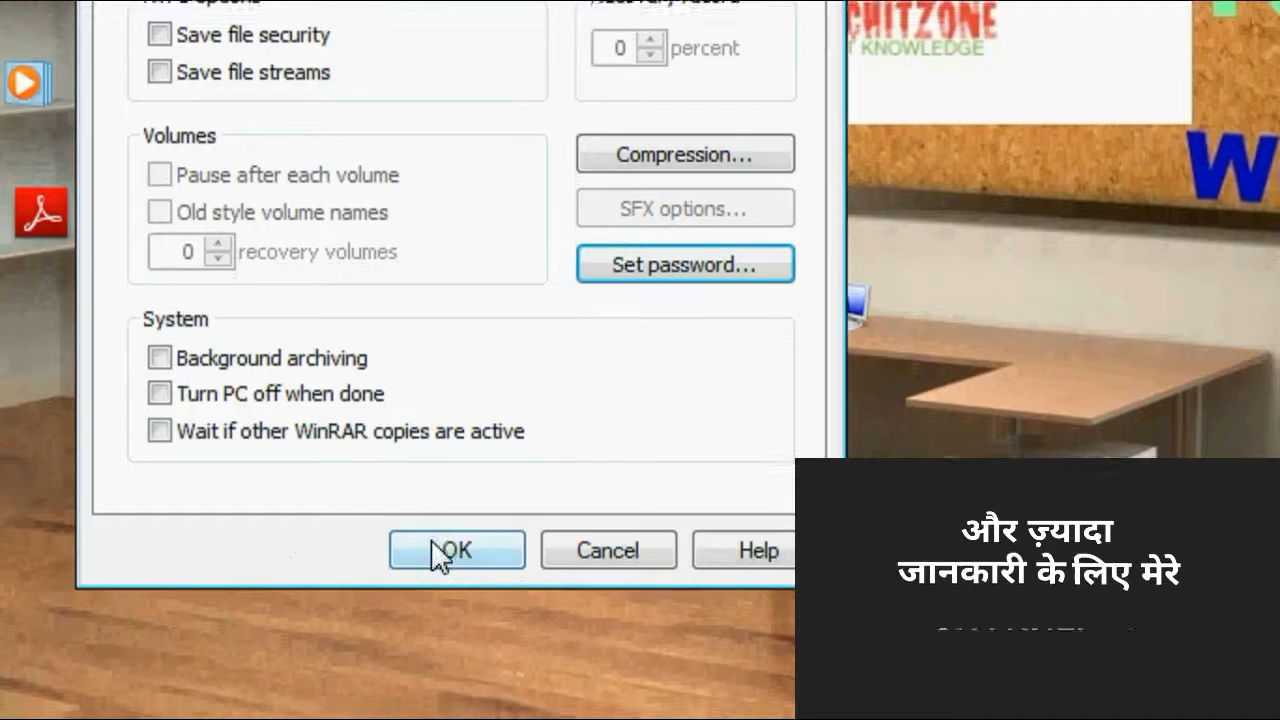 Save file security
Save file streams
0 percent
Volumes
Pause after each volume
Old style volume names
0 recovery volumes
Compression...
SFX options...
Set password...
System
Background archiving
Turn PC off when done
Wait if other WinRAR copies are active
OK
Cancel
Help
CHITZONE
KNOWLEDGE
W
और ज़्यादा
जानकारी के लिए मेरे